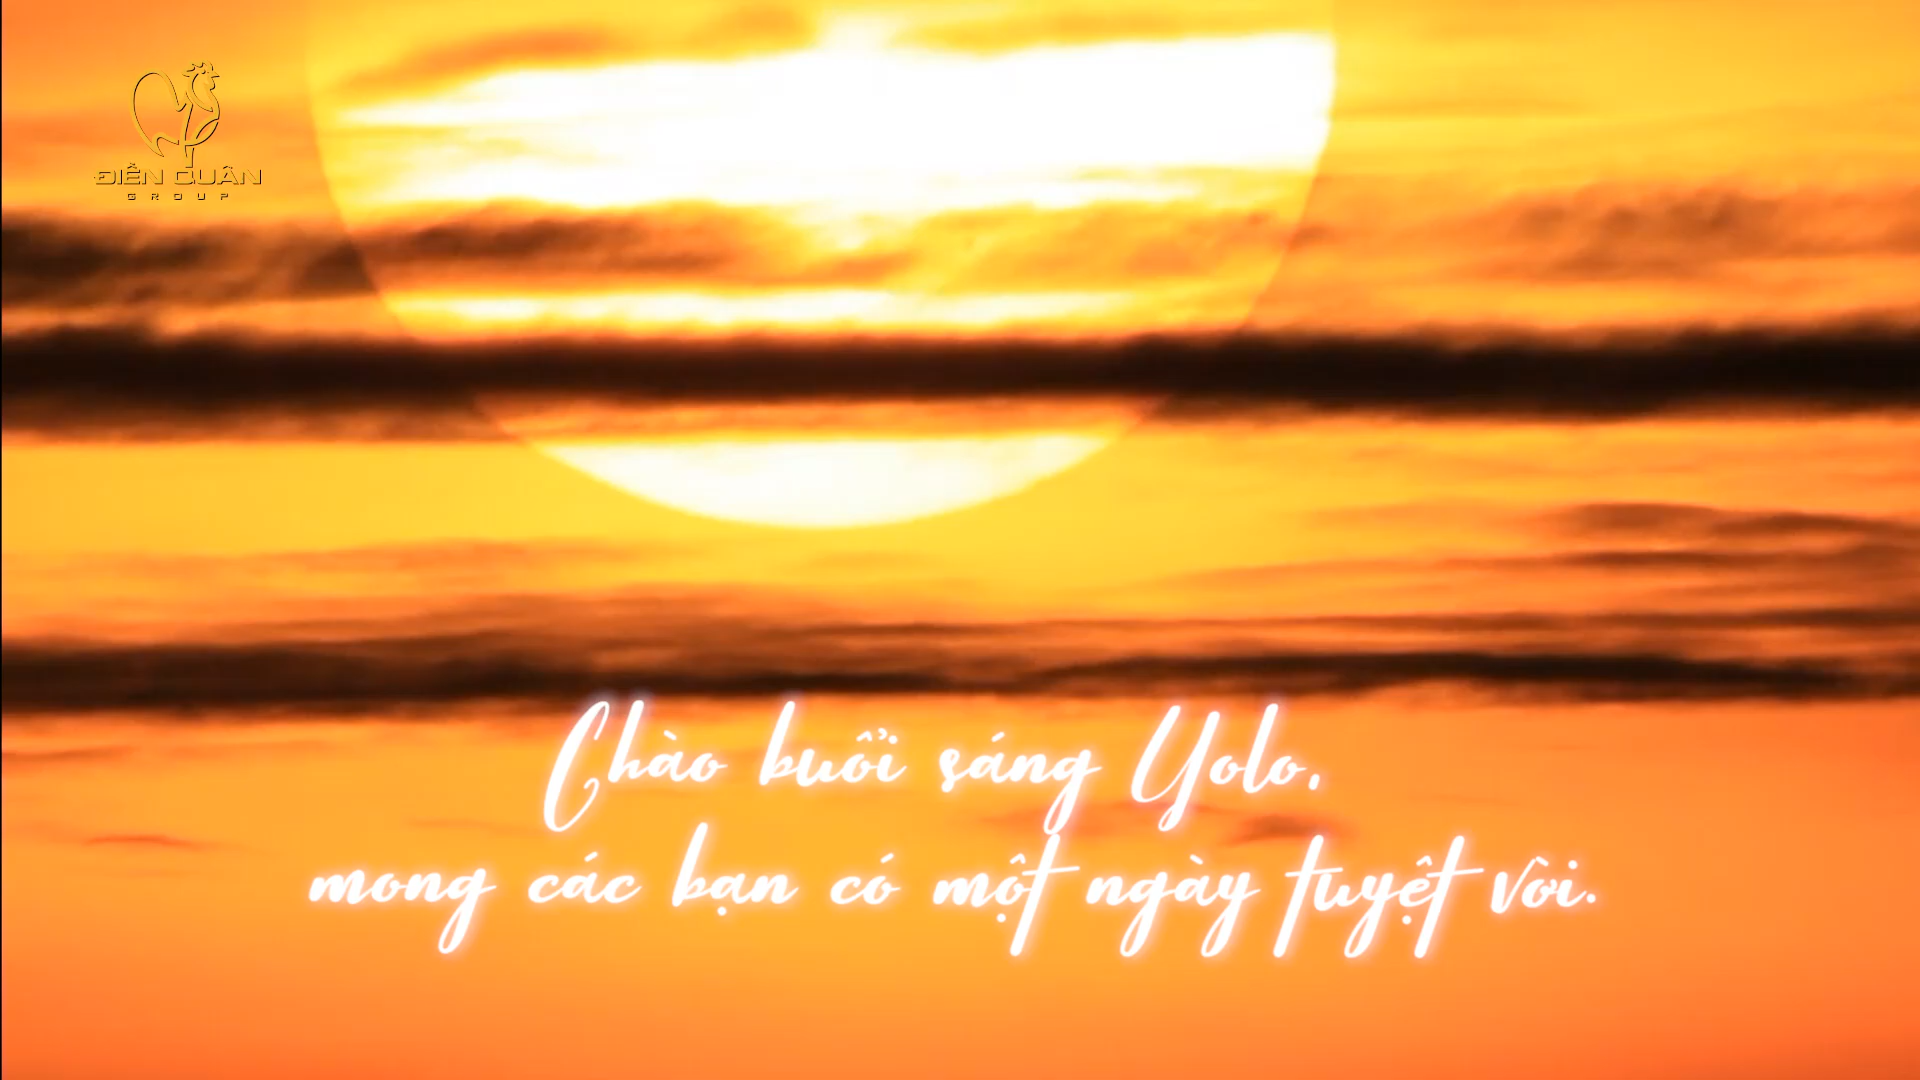 ĐIỀN QUÂN
GROUP
Chào buổi sáng Yolo,
mong các bạn có một ngày tuyệt vời.